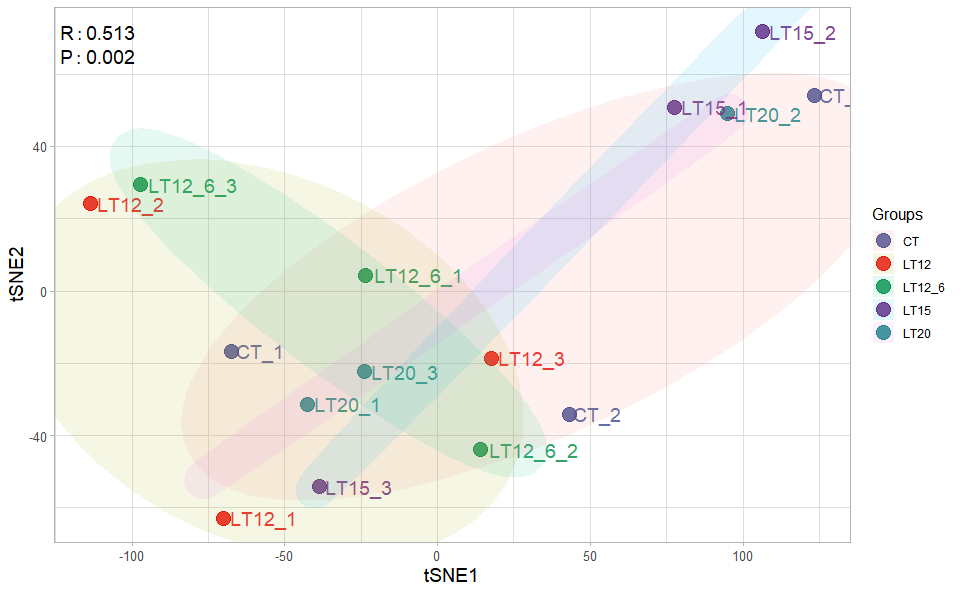 R : 0.513
P : 0.002
LT15_2
CT_
LT15_1
LT20_2
LT12_6_3
LT12_2
LT12_6_1
CT_1
LT12_3
LT20_3
LT20_1
CT_2
LT12_6_2
LT15_3
LT12_1
40
0
-40
-100
-50
0
50
100
tSNE1
tSNE2
Groups
CT
LT12
LT12_6
LT15
LT20